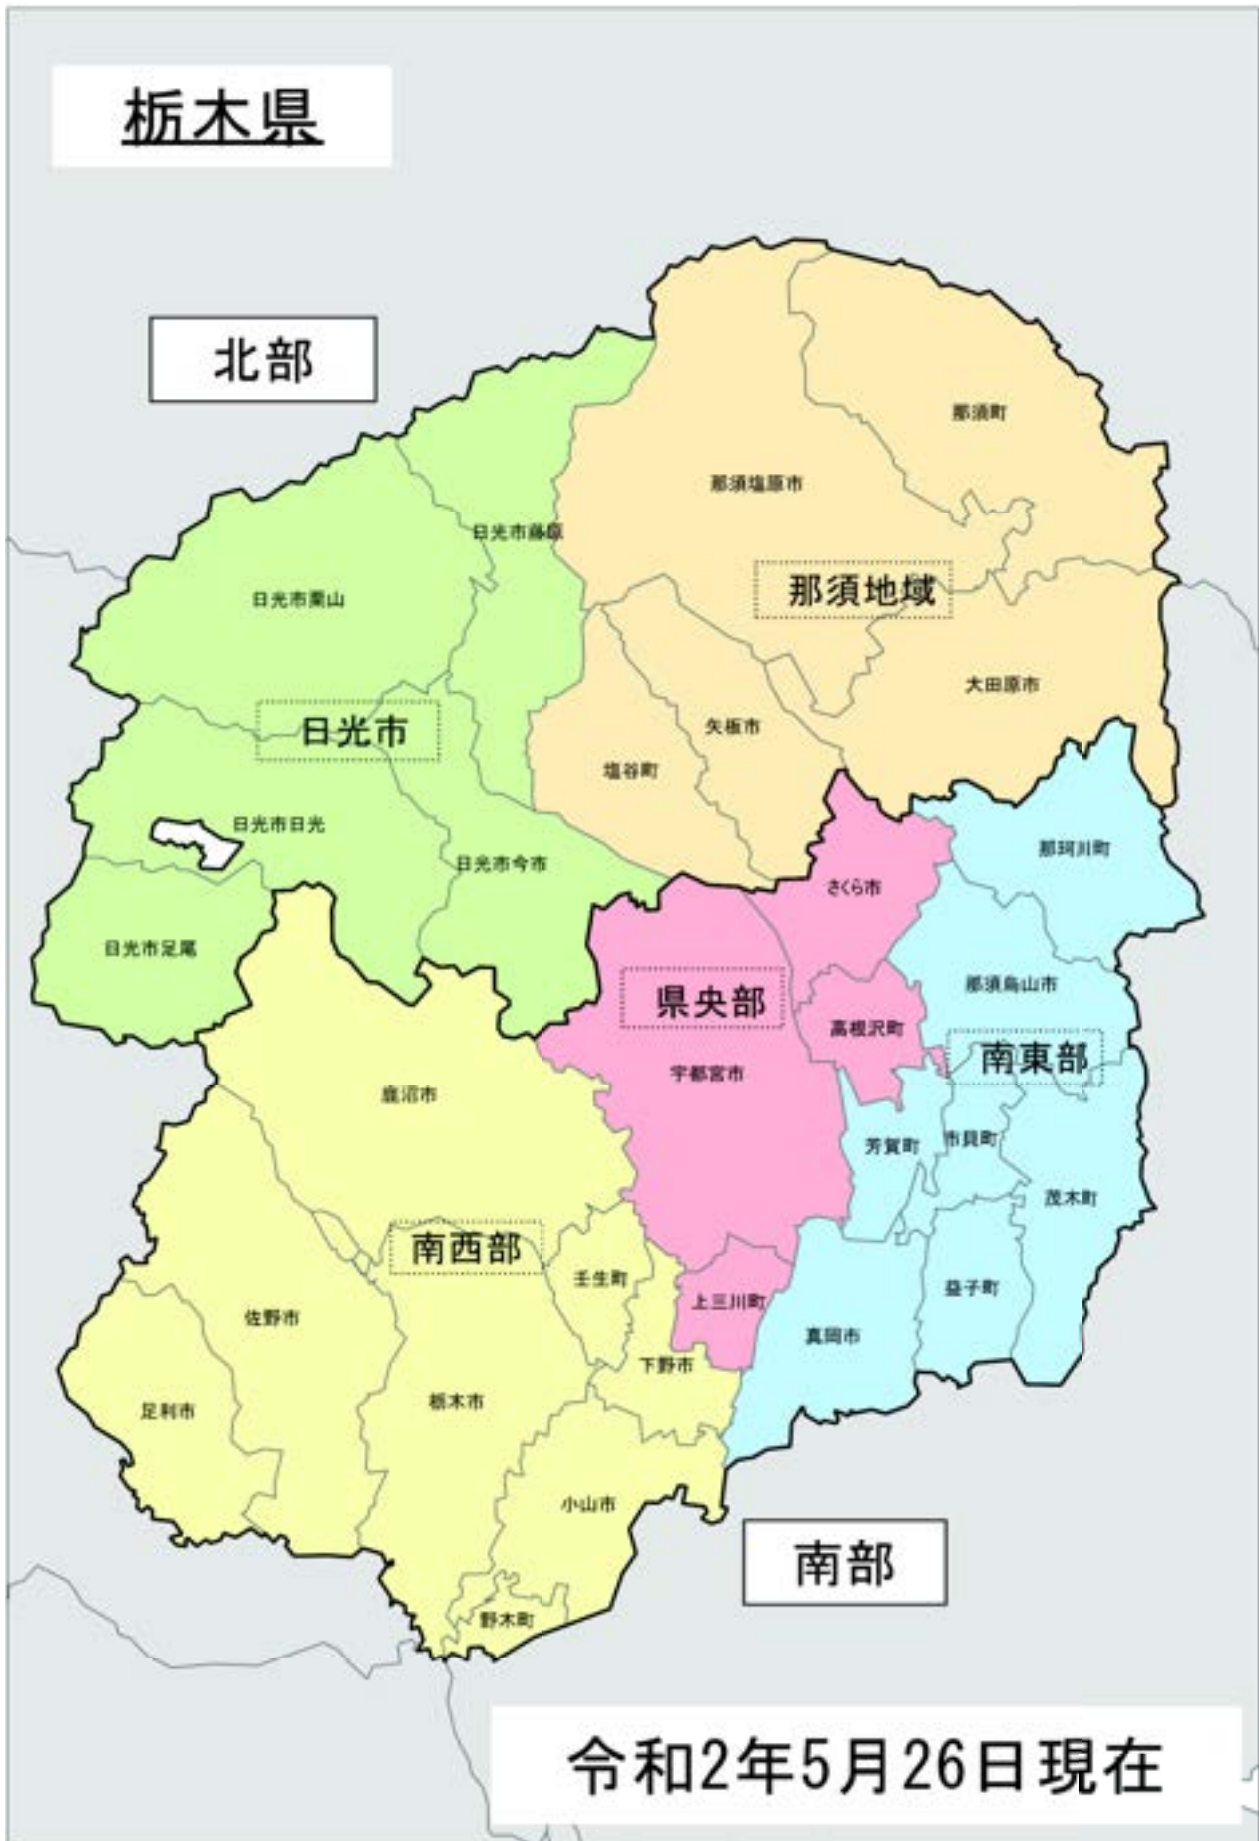 栃木県
北部
那須町
那須塩原市
日光市藤原
那須地域
日光市栗山
大田原市
日光市
矢板市
塩谷町
日光市日光
那珂川町
日光市今市
さくら市
日光市足尾
那須烏山市
県央部
高根沢町
南東部
宇都宮市
鹿沼市
芳賀町
市貝町
茂木町
南西部
壬生町
益子町
上三川町
佐野市
真岡市
下野市
栃木市
足利市
小山市
南部
野木町
令和2年5月26日現在